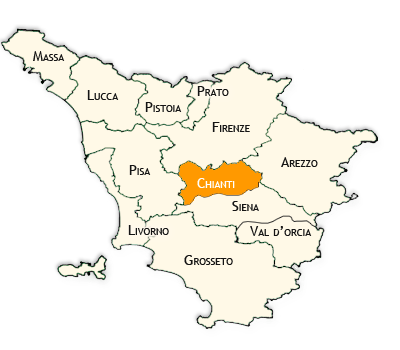 Massa
Lucca
Pistoia
Prato
Firenze
Pisa
Arezzo
Chianti
Siena
Livorno
Val d'orcia
Grosseto